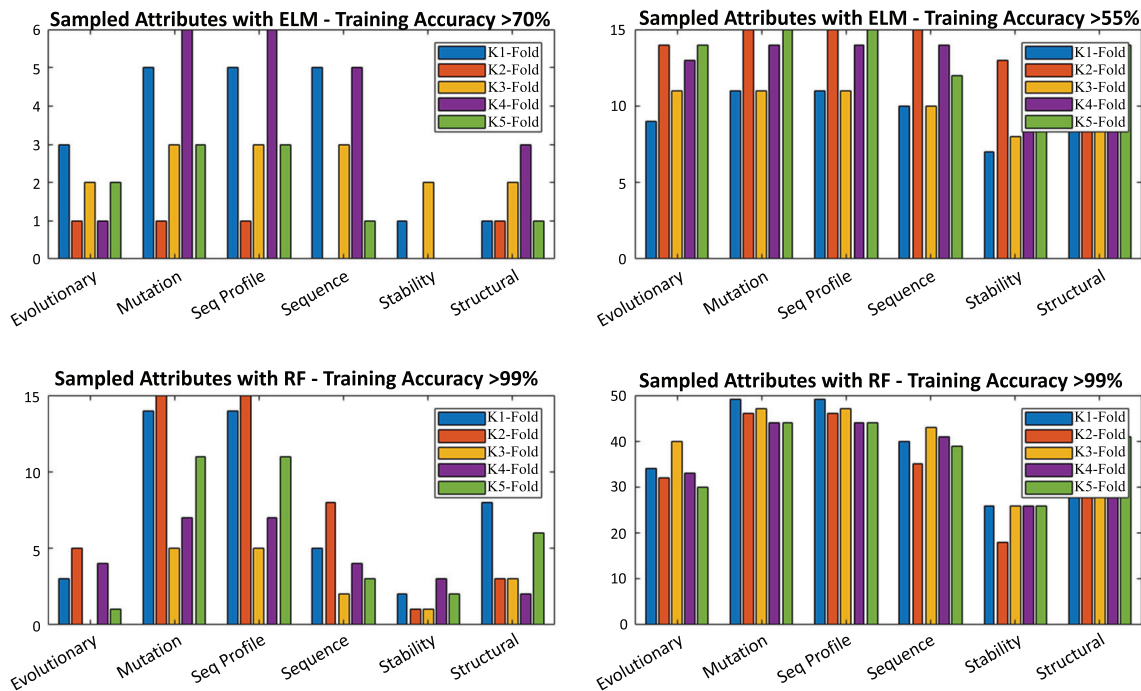 Sampled Attributes with ELM - Training Accuracy >70%
6
5
4
3
2
1
0
K1-Fold
K2-Fold
K3-Fold
K4-Fold
K5-Fold
Evolutionary
Mutation
Seq Profile
Sequence
Stability
Structural
Sampled Attributes with ELM - Training Accuracy >55%
15
10
5
0
K1-Fold
K2-Fold
K3-Fold
K4-Fold
K5-Fold
Evolutionary
Mutation
Seq Profile
Sequence
Stability
Structural
Sampled Attributes with RF - Training Accuracy >99%
15
10
5
0
K1-Fold
K2-Fold
K3-Fold
K4-Fold
K5-Fold
Evolutionary
Mutation
Seq Profile
Sequence
Stability
Structural
Sampled Attributes with RF - Training Accuracy >99%
50
40
30
20
10
0
K1-Fold
K2-Fold
K3-Fold
K4-Fold
K5-Fold
Evolutionary
Mutation
Seq Profile
Sequence
Stability
Structural